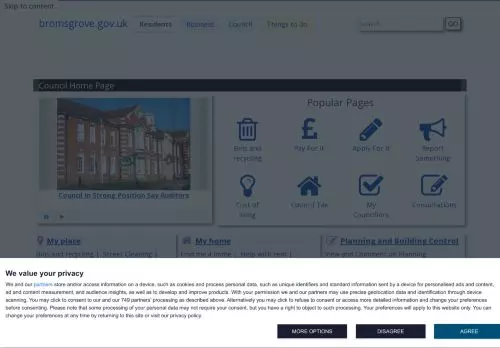 Skip to content
bromsgrove.gov.uk
Residents
Business
Council
Things to do
Search
GO
Council Home Page
Popular Pages
Bins and recycling
Pay For It
Apply For It
Report Something
Cost of living
Council Tax
My Councillors
Consultations
Council In Strong Position Say Auditors
My place
My home
Planning and Building Control
Bins and recycling | Street Cleaning |
Find me a home | Help with rent |
View and Comment on Planning
We value your privacy
We and our partners store and/or access information on a device, such as cookies and process personal data, such as unique identifiers and standard information sent by a device for personalised ads and content,
ad and content measurement, and audience insights, as well as to develop and improve products. With your permission we and our partners may use precise geolocation data and identification through device
scanning. You may click to consent to our and our 749 partners' processing as described above. Alternatively you may click to refuse to consent or access more detailed information and change your preferences
before consenting. Please note that some processing of your personal data may not require your consent, but you have a right to object to such processing. Your preferences will apply to this website only. You can
change your preferences at any time by returning to this site or visit our privacy policy.
MORE OPTIONS
DISAGREE
AGREE